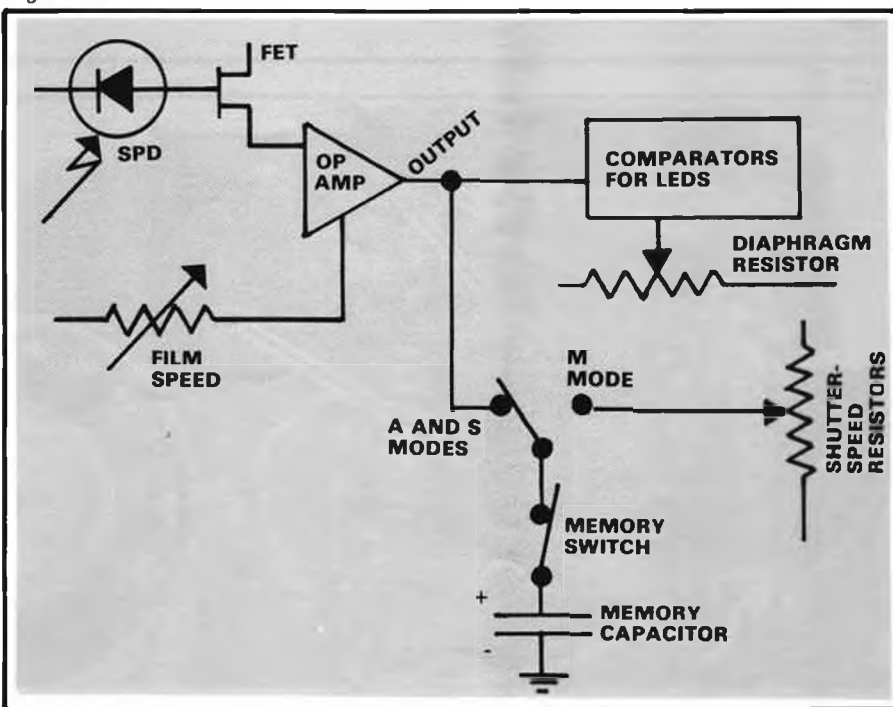 FET
SPD
OP
AMP
OUTPUT
COMPARATORS
FOR LEDS
DIAPHRAGM
RESISTOR
FILM
SPEED
M
MODE
A AND S
MODES
SHUTTER-
SPEED
RESISTORS
MEMORY
SWITCH
+
MEMORY
CAPACITOR
-